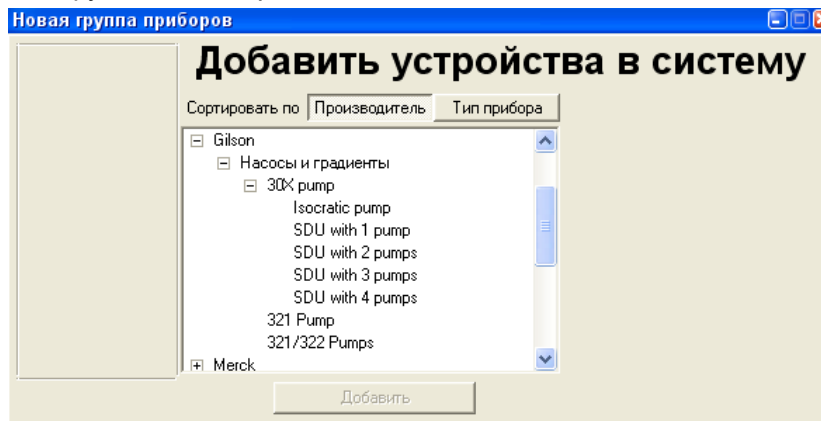 Новая группа приборов
Добавить устройства в систему
Сортировать по Производитель Тип прибора
Gilson
Насосы и градиенты
30X pump
Isocratic pump
SDU with 1 pump
SDU with 2 pumps
SDU with 3 pumps
SDU with 4 pumps
321 Pump
321/322 Pumps
Merck
Добавить